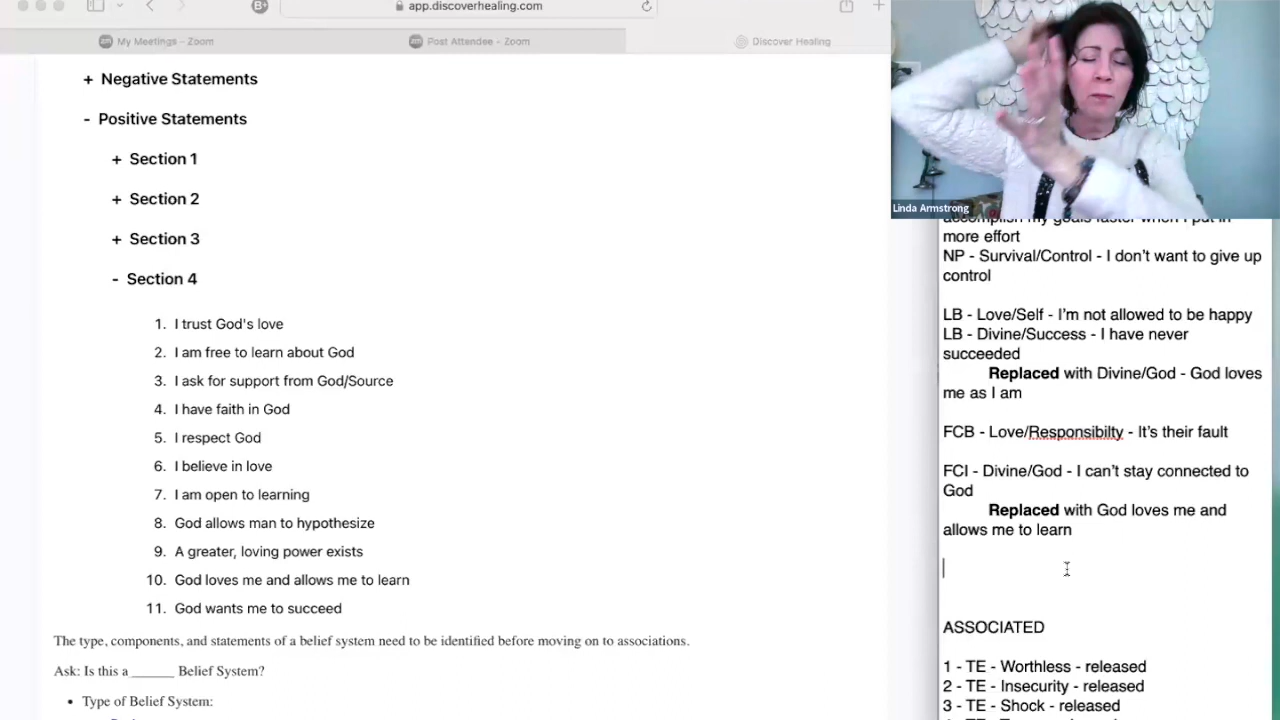 app.discoverhealing.com
My Meetings - Zoom
Post Attendee - Zoom
Discover Healing
+ Negative Statements
- Positive Statements
+ Section 1
+ Section 2
+ Section 3
- Section 4
1. I trust God's love
2. I am free to learn about God
3. I ask for support from God/Source
4. I have faith in God
5. I respect God
6. I believe in love
7. I am open to learning
8. God allows man to hypothesize
9. A greater, loving power exists
10. God loves me and allows me to learn
11. God wants me to succeed
The type, components, and statements of a belief system need to be identified before moving on to associations.
Ask: Is this a ______ Belief System?
• Type of Belief System:
Linda Armstrong
accomplish my goals faster when I put in
more effort
NP - Survival/Control - I don't want to give up
control
LB - Love/Self - I'm not allowed to be happy
LB - Divine/Success - I have never
succeeded
Replaced with Divine/God - God loves
me as I am
FCB - Love/Responsibilty - It's their fault
FCI - Divine/God - I can't stay connected to
God
Replaced with God loves me and
allows me to learn
ASSOCIATED
1 - TE - Worthless - released
2 - TE - Insecurity - released
3 - TE - Shock - released